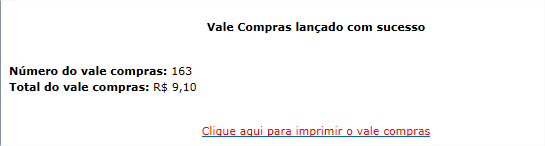 Vale Compras lançado com sucesso
Número do vale compras: 163
Total do vale compras: R$ 9,10
Clique aqui para imprimir o vale compras